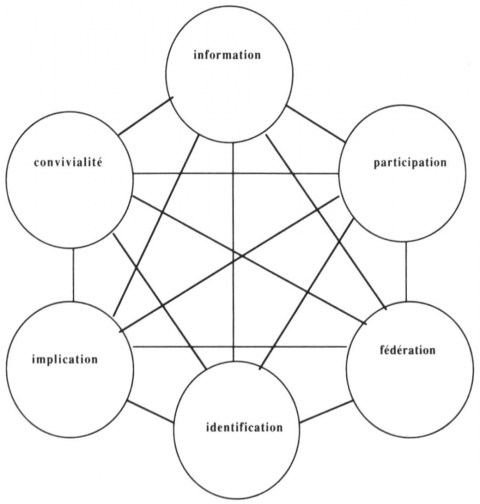 information
convivialité
participation
implication
fédération
identification